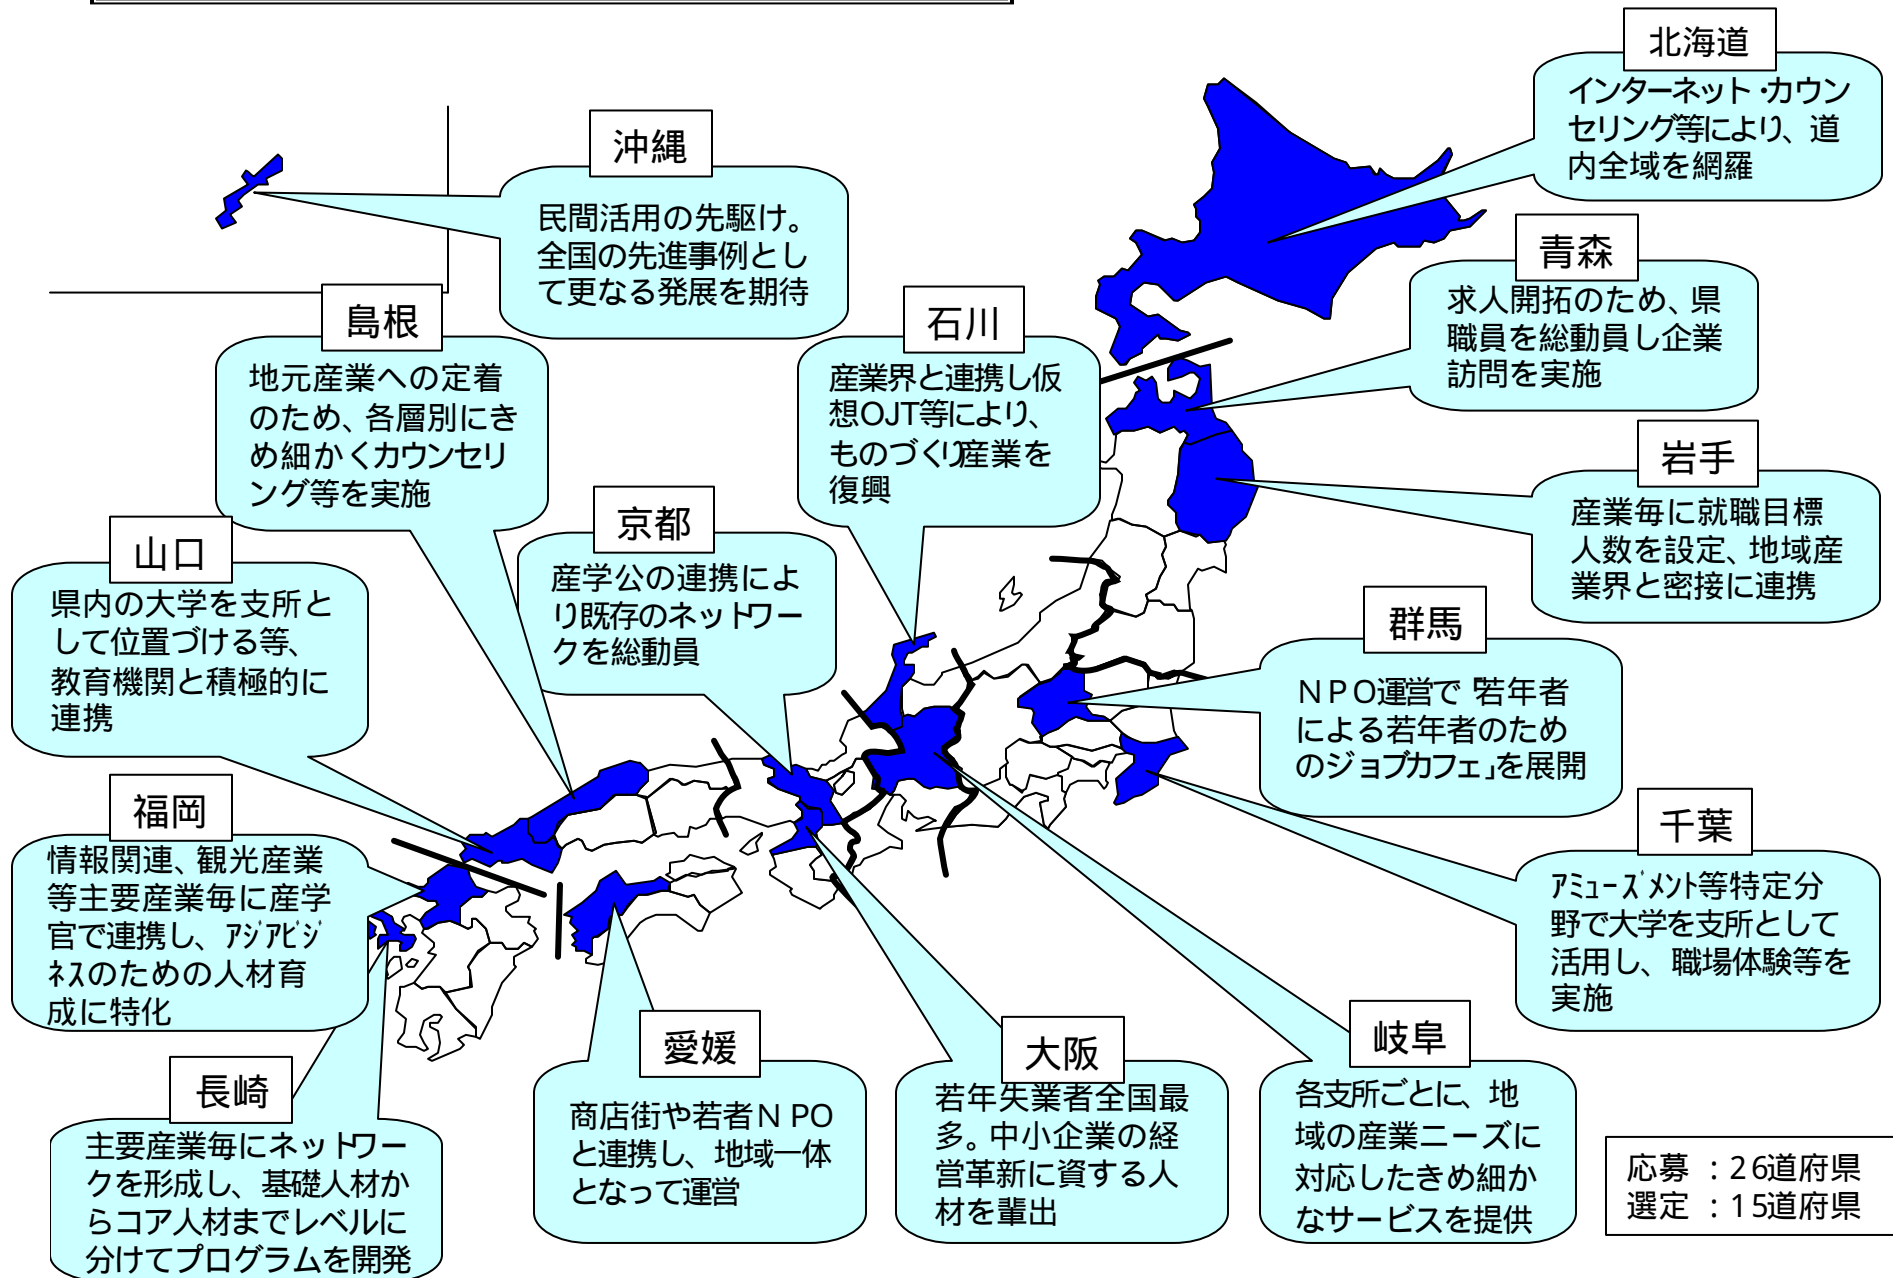 北海道
インターネット・カウン
セリング等により、道
内全域を網羅
沖縄
民間活用の先駆け。
全国の先進事例とし
て更なる発展を期待
青森
求人開拓のため、県
職員を総動員し企業
訪問を実施
島根
地元産業への定着
のため、各層別にき
め細かくカウンセリ
ング等を実施
石川
産業界と連携し仮
想OJT等により、
ものづくり産業を
復興
岩手
産業毎に就職目標
人数を設定、地域産
業界と密接に連携
京都
産学公の連携によ
り既存のネットワー
クを総動員
山口
県内の大学を支所と
して位置づける等、
教育機関と積極的に
連携
群馬
NPO運営で「若年者
による若年者のため
のジョブカフェ」を展開
福岡
情報関連、観光産業
等主要産業毎に産学
官で連携し、アジアビジ
ネスのための人材育
成に特化
千葉
アミューズメント等特定分
野で大学を支所として
活用し、職場体験等を
実施
長崎
主要産業毎にネットワー
クを形成し、基礎人材か
らコア人材までレベルに
分けてプログラムを開発
愛媛
商店街や若者NPO
と連携し、地域一体
となって運営
大阪
若年失業者全国最
多。中小企業の経
営革新に資する人
材を輩出
岐阜
各支所ごとに、地
域の産業ニーズに
対応したきめ細か
なサービスを提供
応募：26道府県
選定：15道府県